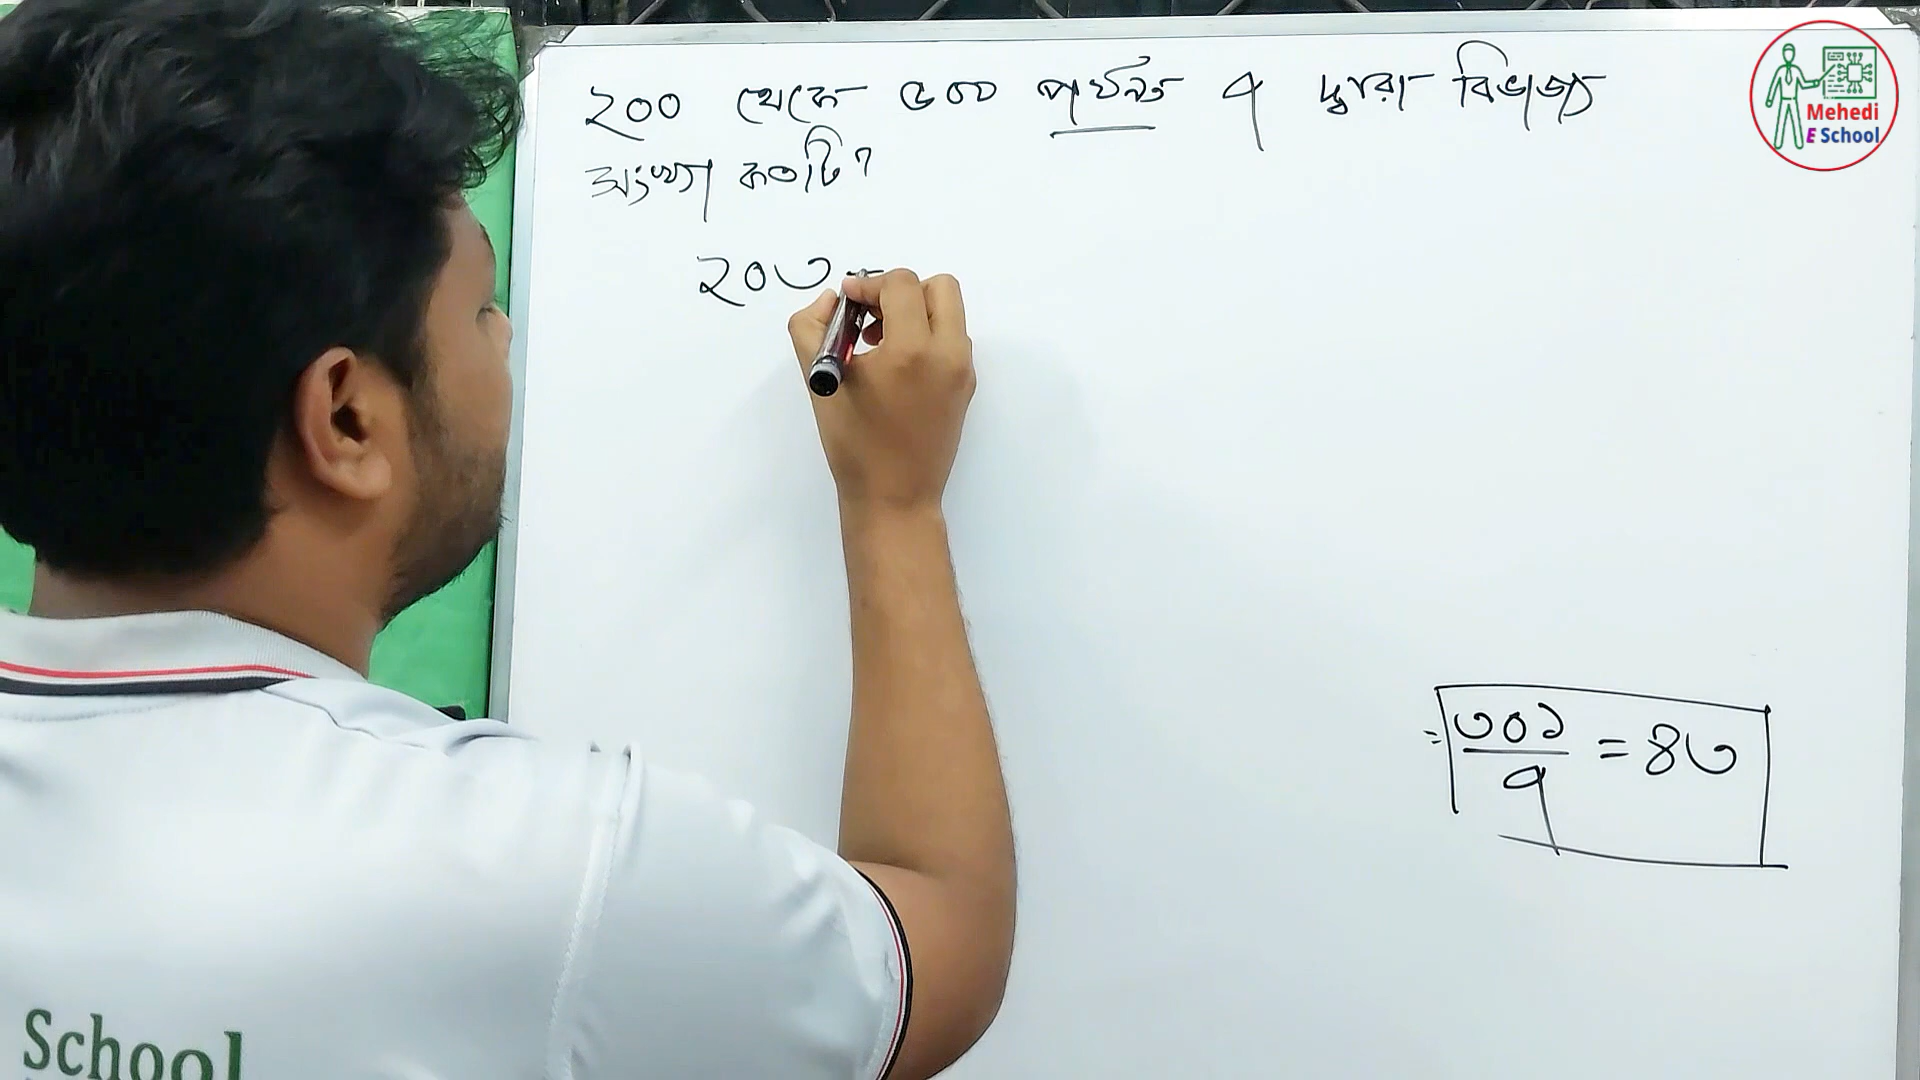 ২০০ থেকে ৫০০ পর্যন্ত ৭ দ্বারা বিভাজ্য
সংখ্যা কতটি?
২০৩ -
= ৩০১/৭ = ৪৩
Mehedi
E School
School